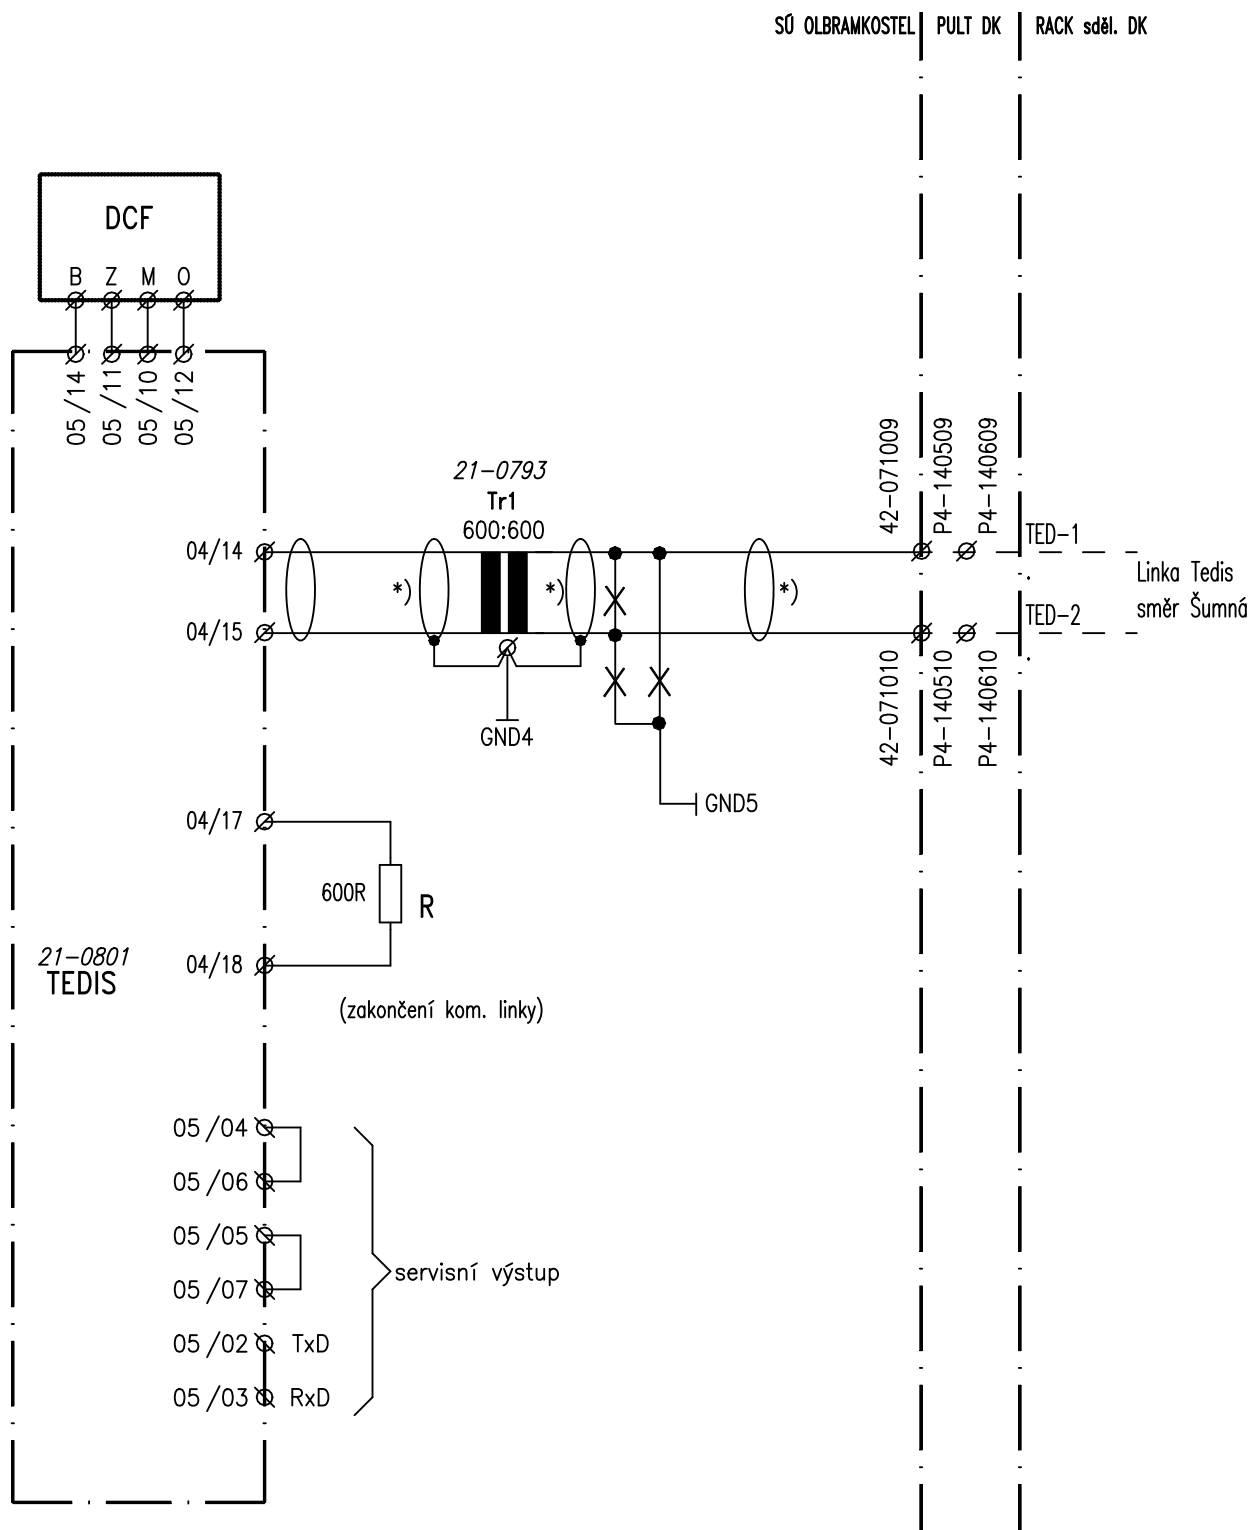 SÚ OLBRAMKOSTEL PULT DK RACK sděl. DK
DCF
B Z M O
05/14 05/11 05/10 05/12
42-071009 P4-140509 P4-140609
21-0793
Tr1
600:600
04/14
TED-1
*) *) *)
Linka Tedis
směr Šumná
04/15
TED-2
42-071010 P4-140510 P4-140610
GND4
GND5
04/17
600R R
21-0801
TEDIS
04/18
(zakončení kom. linky)
05/04
05/06
05/05
servisní výstup
05/07
05/02 TxD
05/03 RxD